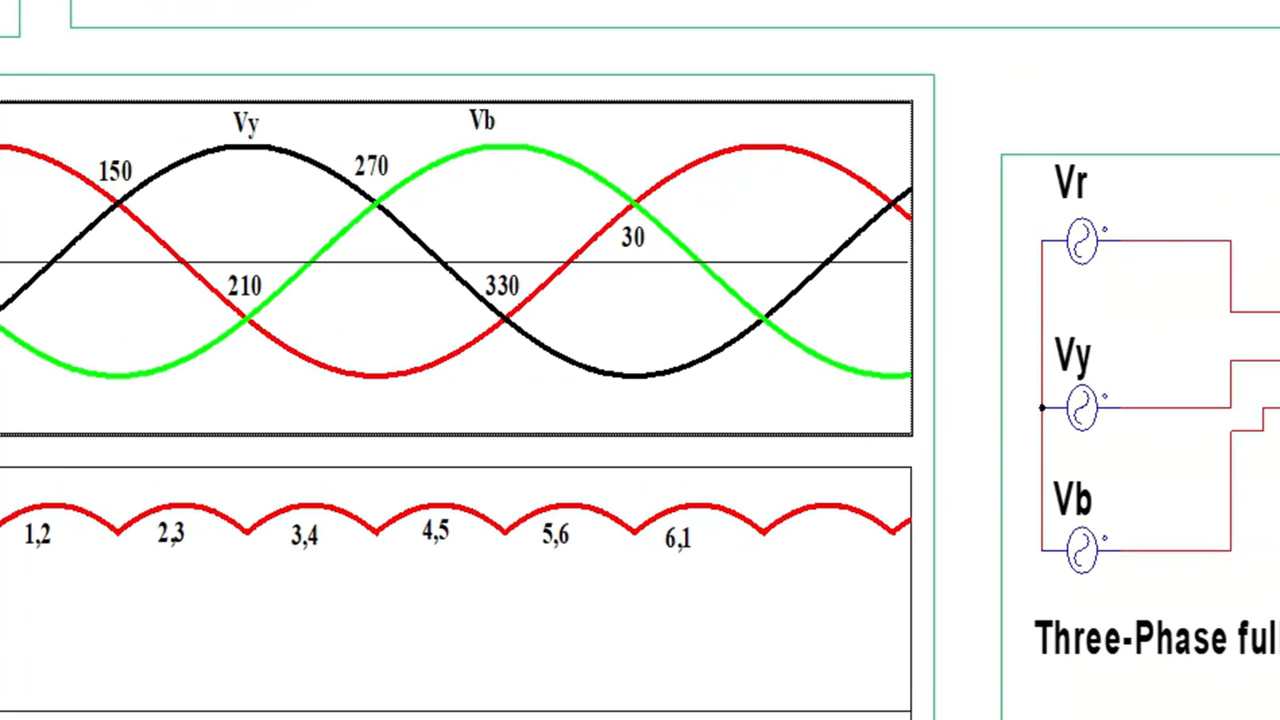 Vy
Vb
150
270
30
210
330
1,2
2,3
3,4
4,5
5,6
6,1
Vr
Vy
Vb
Three-Phase